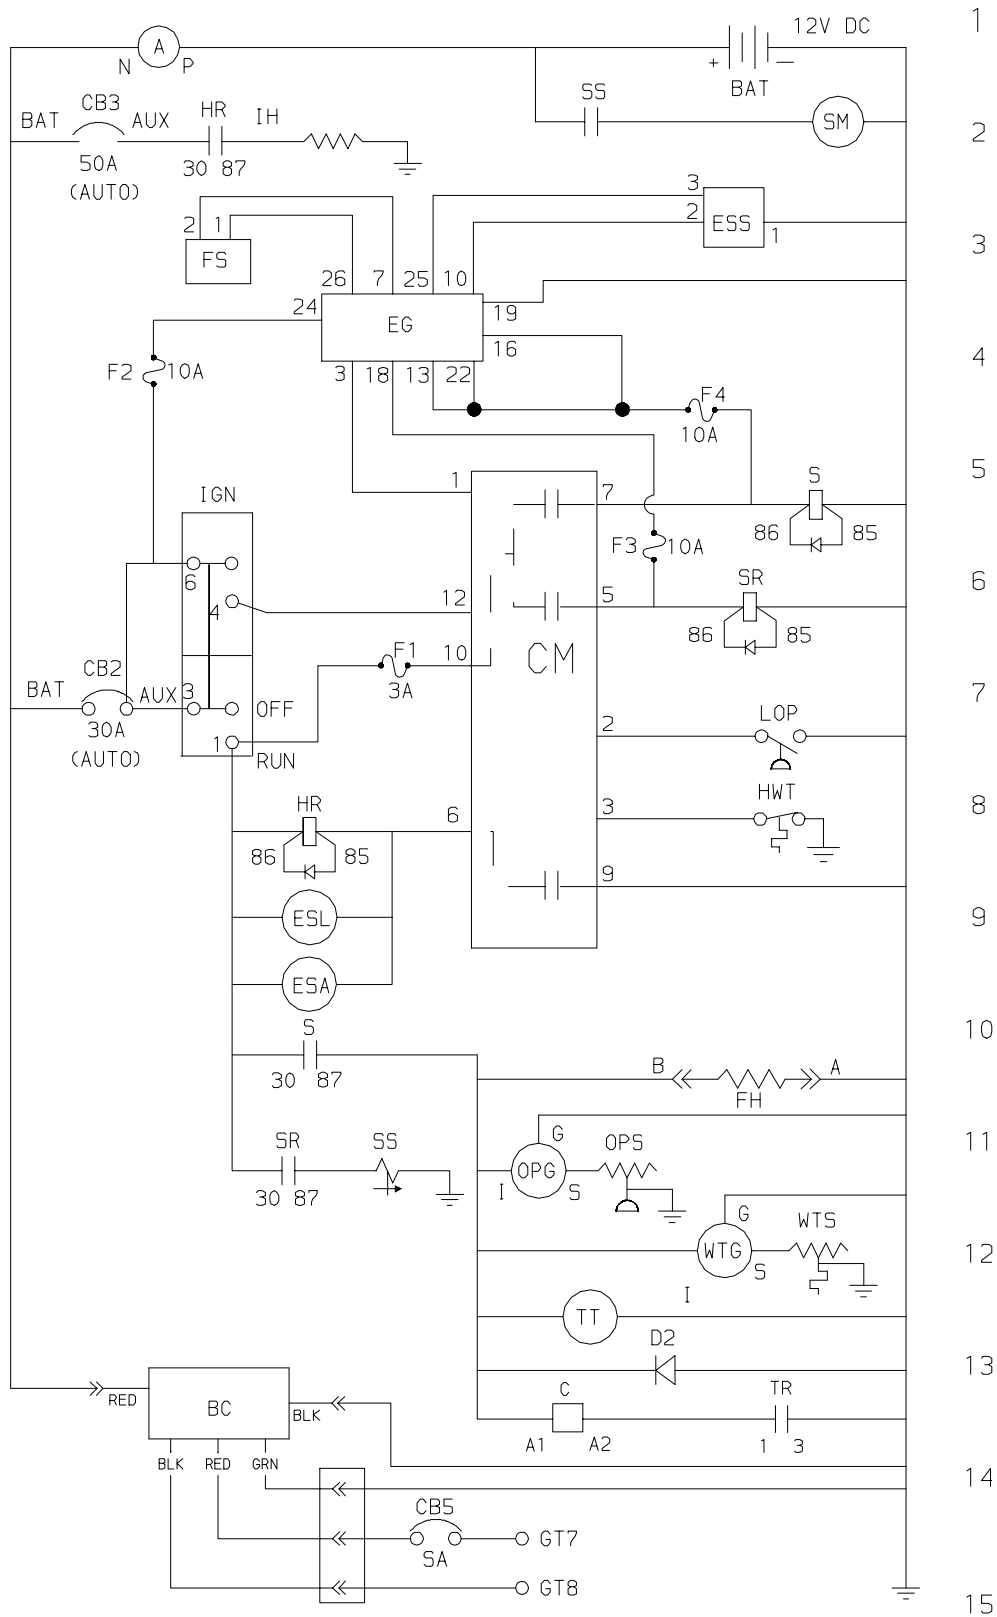 1
12V DC
A
N P
+ −
BAT
CB3
BAT AUX
HR
IH
SS
SM
2
50A
30 87
(AUTO)
3
2
ESS
1
2 1
FS
3
26 7 25 10
24
EG
19
16
3 18 13 22
4
F2 10A
F4
10A
5
1
7
S
IGN
86 85
F3 10A
6
6
SR
12
5
4
86 85
CM
10
F1
3A
CB2
BAT AUX
3
OFF
7
30A
(AUTO)
LOP
2
1
RUN
HWT
8
HR
6
3
86 85
9
ESL
9
ESA
S
10
30 87
B A
FH
11
SR
SS
G
OPS
OPG
I S
30 87
G
WTS
12
WTG
S
I
TT
D2
13
RED
BC
BLK
C
TR
A1 A2
1 3
BLK RED GRN
14
CB5
GT7
5A
GT8
15